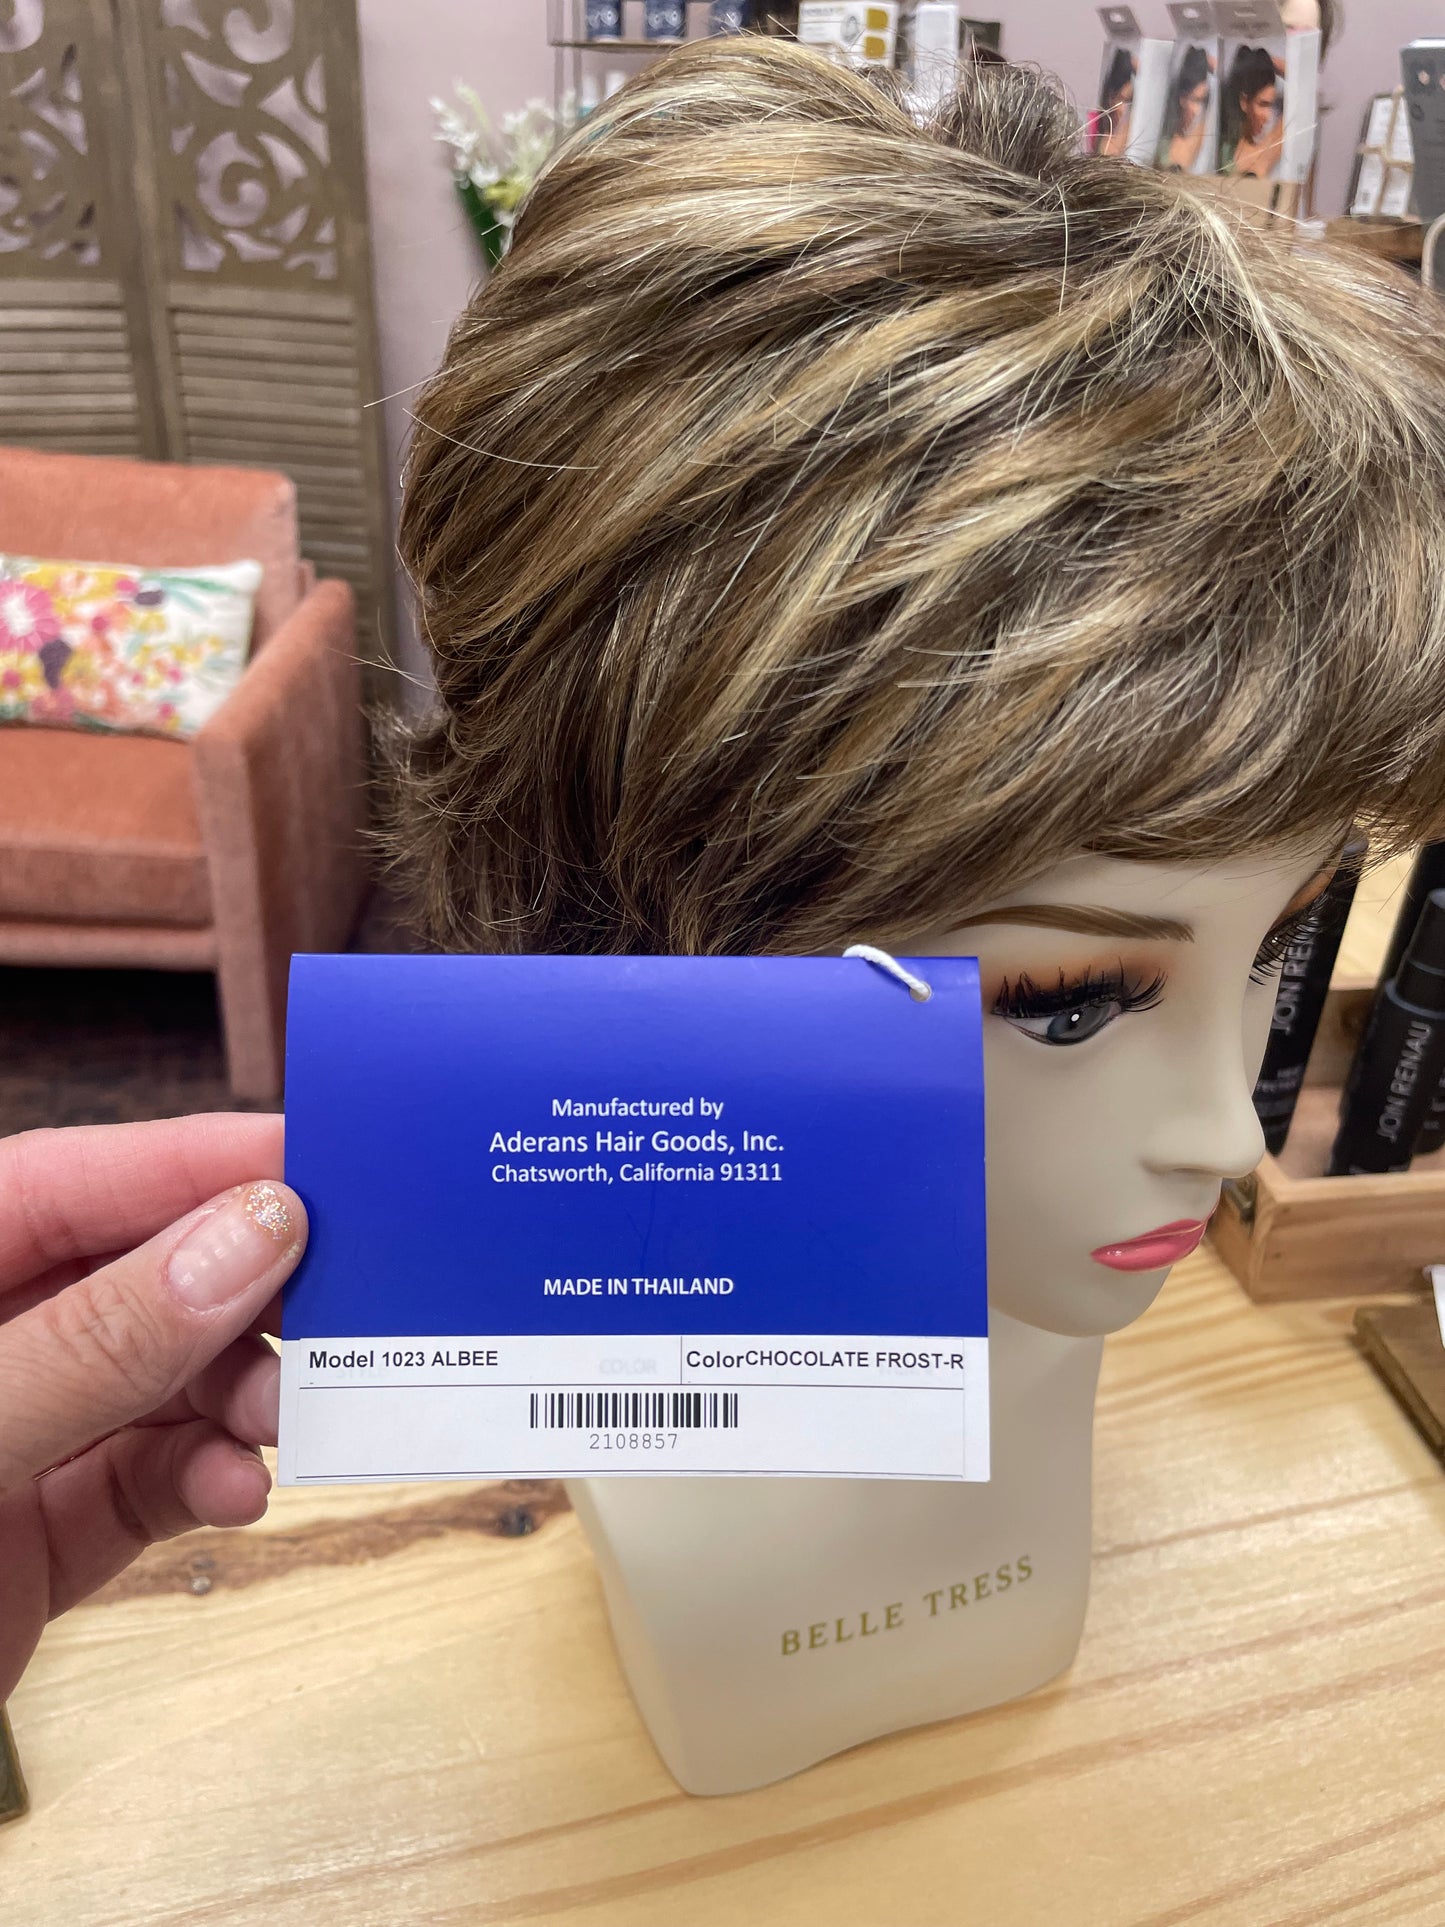 Manufactured by
Aderans Hair Goods, Inc.
Chatsworth, California 91311
MADE IN THAILAND
Model 1023 ALBEE
COLOR
ColorCHOCOLATE FROST-R
2108857
BELLE TRESS
JON RENAU
JON RENAU